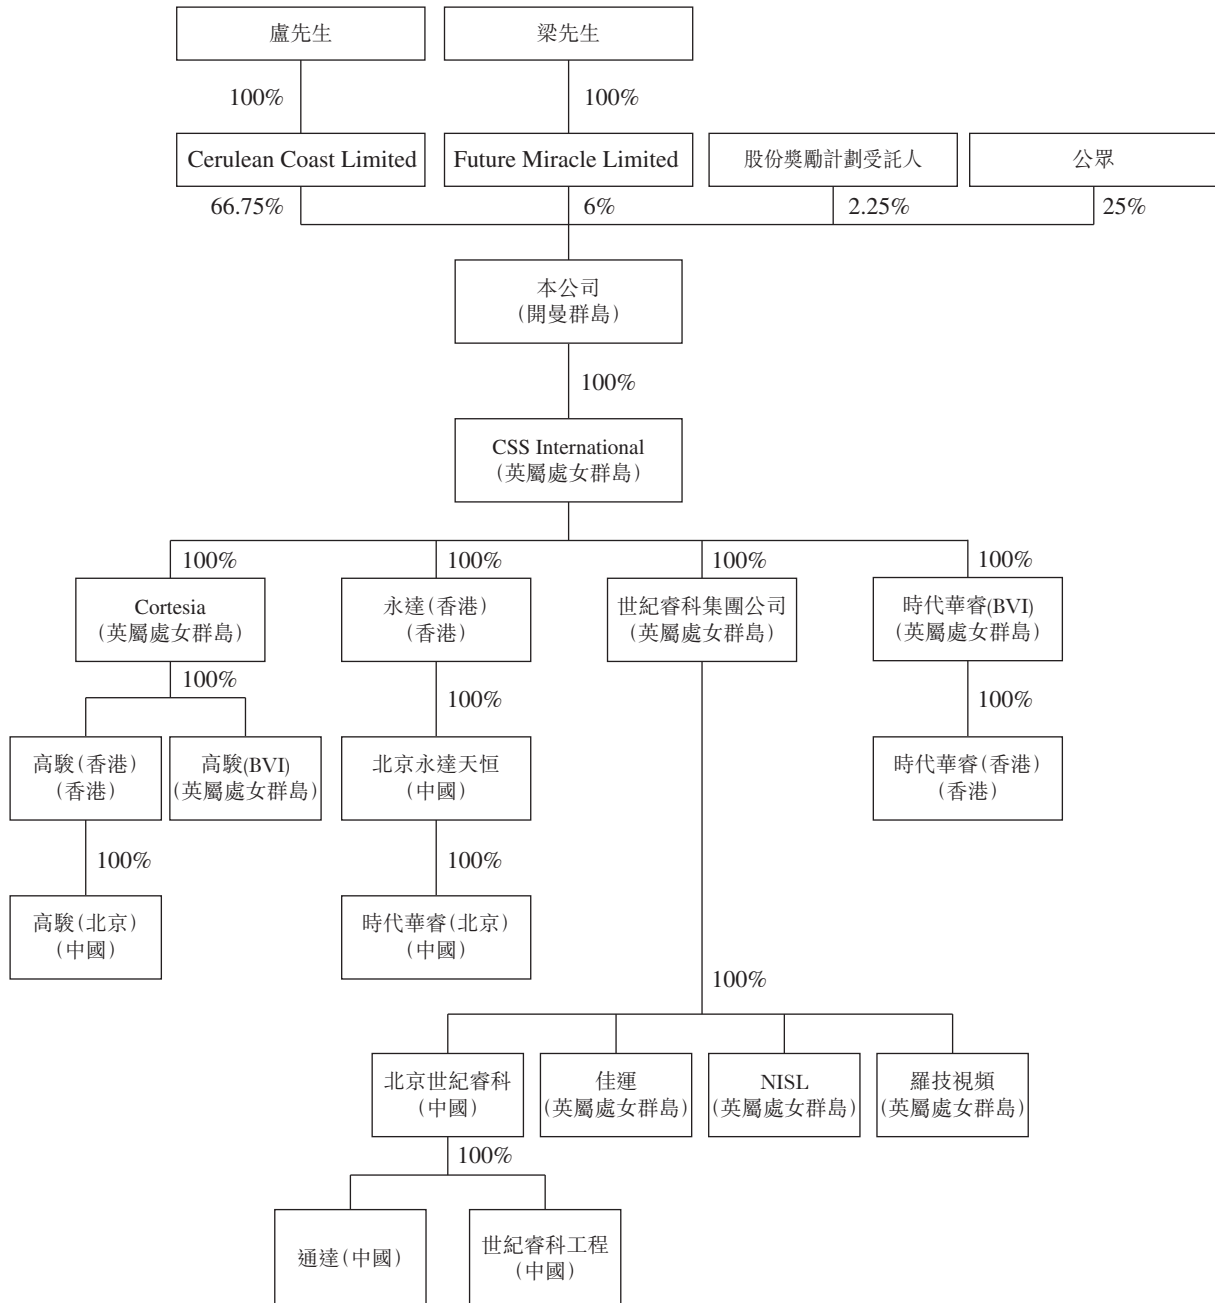 盧先生
梁先生
100%
100%
Cerulean Coast Limited
Future Miracle Limited
股份獎勵計劃受託人
公眾
66.75%
6%
2.25%
25%
本公司
(開曼群島)
100%
CSS International
(英屬處女群島)
100%
100%
100%
100%
Cortesia
(英屬處女群島)
永達(香港)
(香港)
世紀睿科集團公司
(英屬處女群島)
時代華睿(BVI)
(英屬處女群島)
100%
100%
100%
高駿(香港)
(香港)
高駿(BVI)
(英屬處女群島)
北京永達天恒
(中國)
時代華睿(香港)
(香港)
100%
100%
高駿(北京)
(中國)
時代華睿(北京)
(中國)
100%
北京世紀睿科
(中國)
佳運
(英屬處女群島)
NISL
(英屬處女群島)
羅技視頻
(英屬處女群島)
100%
通達(中國)
世紀睿科工程
(中國)